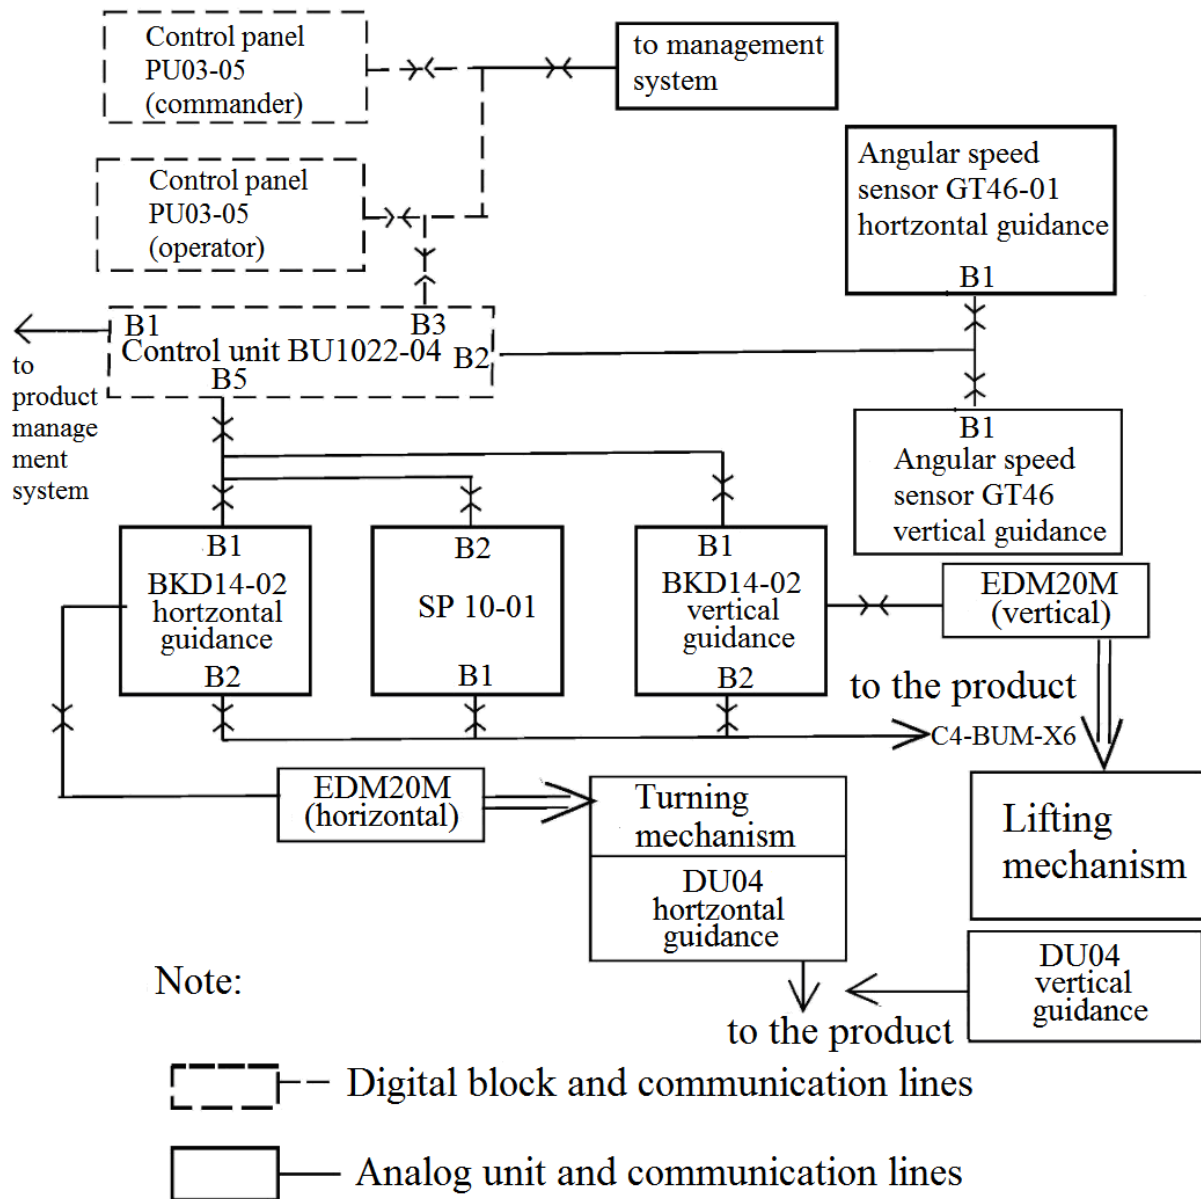 Control panel
PU03-05
(commander)
to management
system
Control panel
PU03-05
(operator)
Angular speed
sensor GT46-01
hortzontal guidance
B1
B1
B3
Control unit BU1022-04
B2
B5
to
product
manage
ment
system
B1
Angular speed
sensor GT46
vertical guidance
B1
BKD14-02
hortzontal
guidance
B2
B2
SP 10-01
B1
B1
BKD14-02
vertical
guidance
B2
EDM20M
(vertical)
to the product
C4-BUM-X6
EDM20M
(horizontal)
Turning
mechanism
DU04
hortzontal
guidance
Lifting
mechanism
DU04
vertical
guidance
to the product
Note:
Digital block and communication lines
Analog unit and communication lines